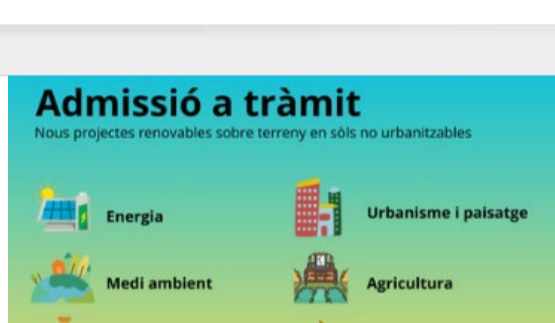 Admissió a tràmit
Nous projectes renovables sobre terreny en sòls no urbanitzables
Energia
Urbanisme i paisatge
Medi ambient
Agricultura